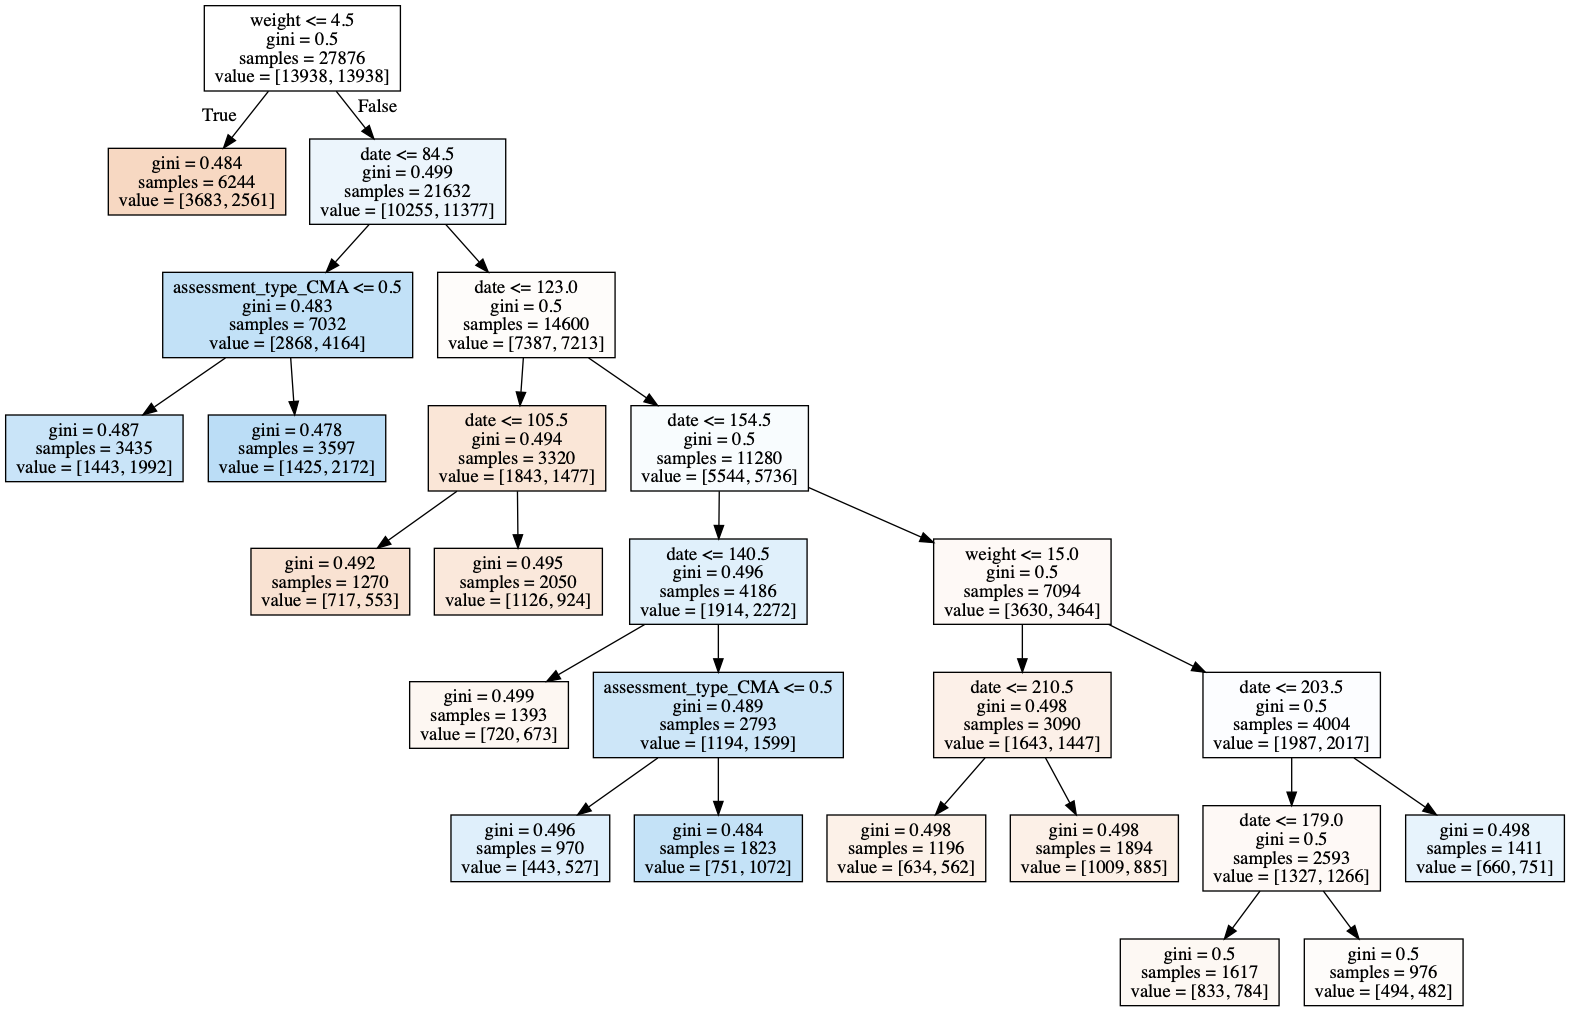 weight <= 4.5
gini = 0.5
samples = 27876
value = [13938, 13938]
True
False
gini = 0.484
samples = 6244
value = [3683, 2561]
date <= 84.5
gini = 0.499
samples = 21632
value = [10255, 11377]
assessment_type_CMA <= 0.5
gini = 0.483
samples = 7032
value = [2868, 4164]
date <= 123.0
gini = 0.5
samples = 14600
value = [7387, 7213]
gini = 0.487
samples = 3435
value = [1443, 1992]
gini = 0.478
samples = 3597
value = [1425, 2172]
date <= 105.5
gini = 0.494
samples = 3320
value = [1843, 1477]
date <= 154.5
gini = 0.5
samples = 11280
value = [5544, 5736]
gini = 0.492
samples = 1270
value = [717, 553]
gini = 0.495
samples = 2050
value = [1126, 924]
date <= 140.5
gini = 0.496
samples = 4186
value = [1914, 2272]
weight <= 15.0
gini = 0.5
samples = 7094
value = [3630, 3464]
gini = 0.499
samples = 1393
value = [720, 673]
assessment_type_CMA <= 0.5
gini = 0.489
samples = 2793
value = [1194, 1599]
date <= 210.5
gini = 0.498
samples = 3090
value = [1643, 1447]
date <= 203.5
gini = 0.5
samples = 4004
value = [1987, 2017]
gini = 0.496
samples = 970
value = [443, 527]
gini = 0.484
samples = 1823
value = [751, 1072]
gini = 0.498
samples = 1196
value = [634, 562]
gini = 0.498
samples = 1894
value = [1009, 885]
date <= 179.0
gini = 0.5
samples = 2593
value = [1327, 1266]
gini = 0.498
samples = 1411
value = [660, 751]
gini = 0.5
samples = 1617
value = [833, 784]
gini = 0.5
samples = 976
value = [494, 482]